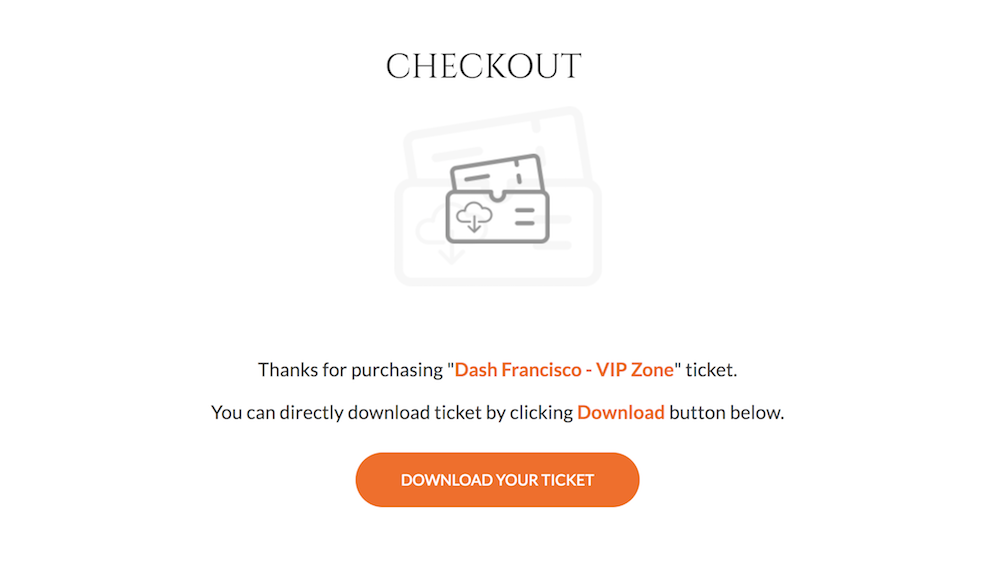 CHECKOUT
Thanks for purchasing "Dash Francisco - VIP Zone" ticket.
You can directly download ticket by clicking Download button below.
DOWNLOAD YOUR TICKET